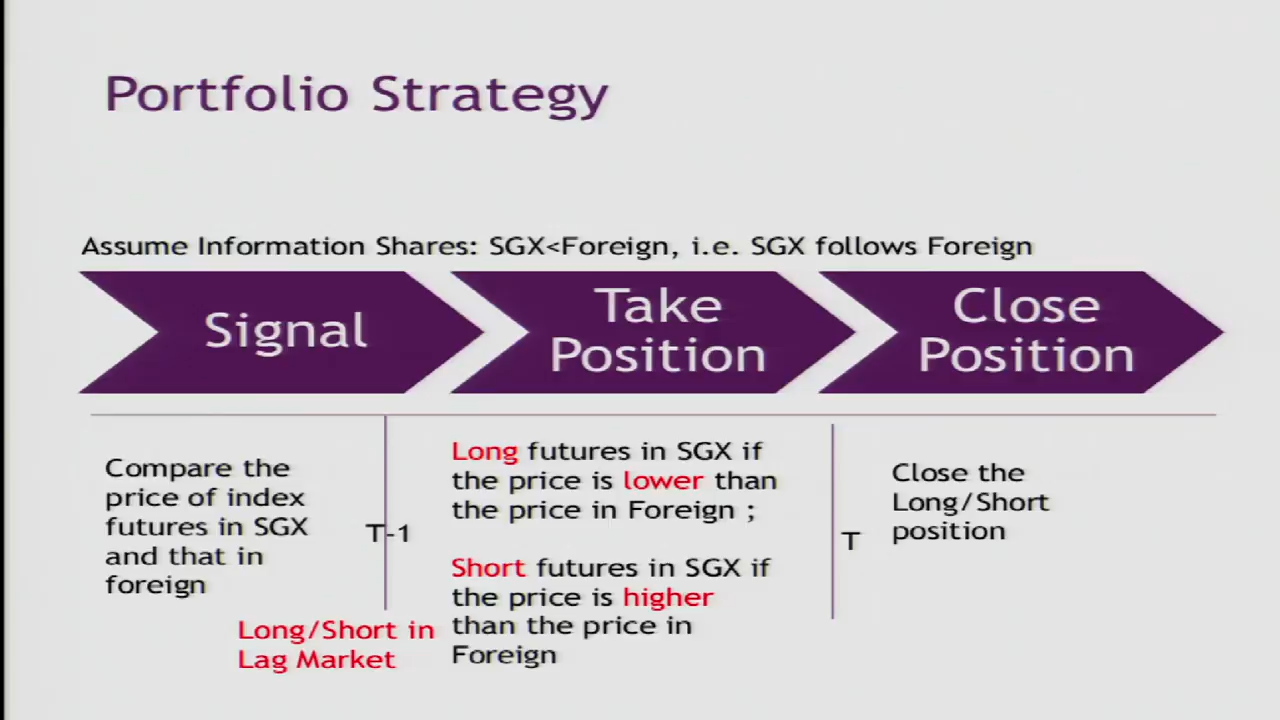 Portfolio Strategy
Assume Information Shares: SGX<Foreign, i.e. SGX follows Foreign
Signal
Take
Position
Close
Position
Compare the
price of index
futures in SGX
and that in
foreign
T-1
Long/Short in
Lag Market
Long futures in SGX if
the price is lower than
the price in Foreign ;
Short futures in SGX if
the price is higher
than the price in
Foreign
T
Close the
Long/Short
position